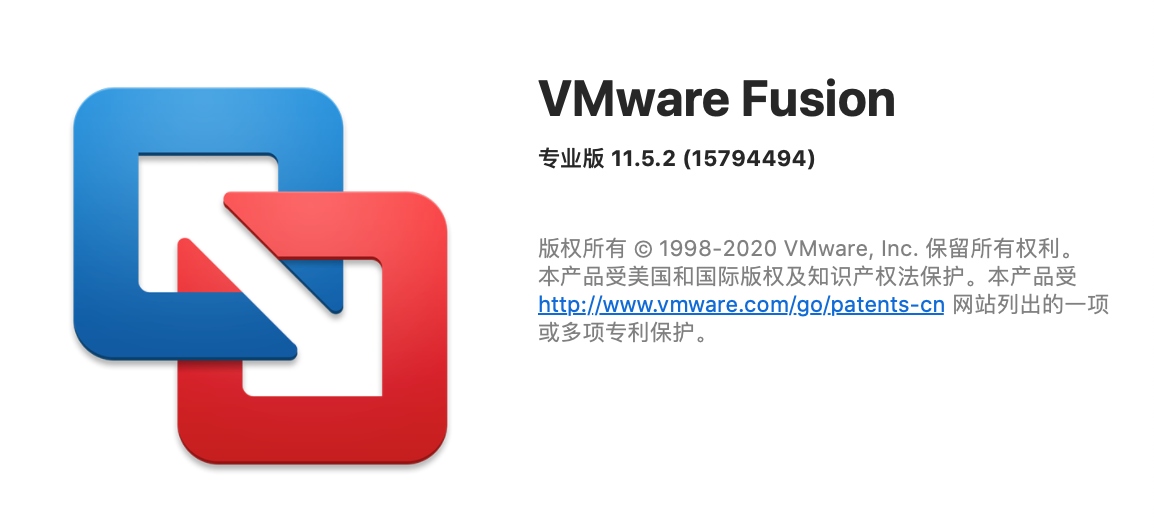 VMware Fusion
专业版 11.5.2 (15794494)
版权所有 © 1998-2020 VMware, Inc. 保留所有权利。
本产品受美国和国际版权及知识产权法保护。本产品受
http://www.vmware.com/go/patents-cn 网站列出的一项
或多项专利保护。